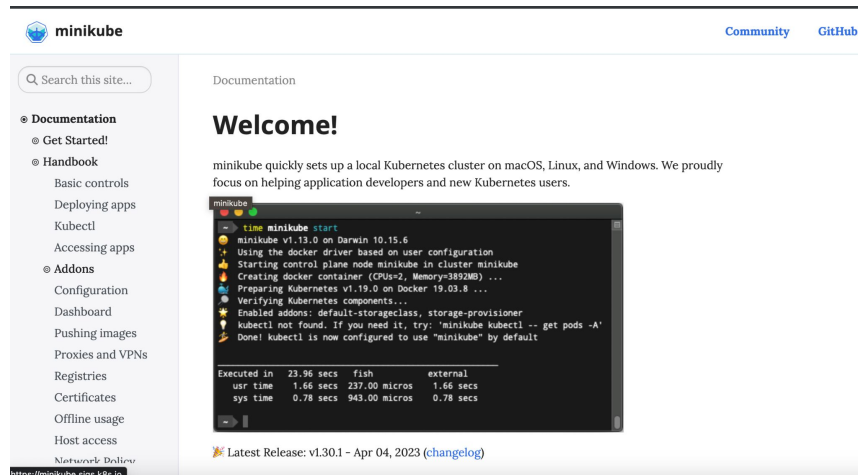 minikube
Community GitHub
Search this site...
Documentation
Get Started!
Handbook
Basic controls
Deploying apps
Kubectl
Accessing apps
Addons
Configuration
Dashboard
Pushing images
Proxies and VPNs
Registries
Certificates
Offline usage
Host access
Network Policy
https://minikube.sigs.k8s.io
Documentation
Welcome!
minikube quickly sets up a local Kubernetes cluster on macOS, Linux, and Windows. We proudly
focus on helping application developers and new Kubernetes users.
minikube
~
~ time minikube start
minikube v1.13.0 on Darwin 10.15.6
Using the docker driver based on user configuration
Starting control plane node minikube in cluster minikube
Creating docker container (CPUs=2, Memory=3892MB) ...
Preparing Kubernetes v1.19.0 on Docker 19.03.8 ...
Verifying Kubernetes components...
Enabled addons: default-storageclass, storage-provisioner
kubectl not found. If you need it, try: 'minikube kubectl -- get pods -A'
Done! kubectl is now configured to use "minikube" by default
Executed in 23.96 secs fish external
usr time 1.66 secs 237.00 micros 1.66 secs
sys time 0.78 secs 943.00 micros 0.78 secs
~
Latest Release: v1.30.1 - Apr 04, 2023 (changelog)